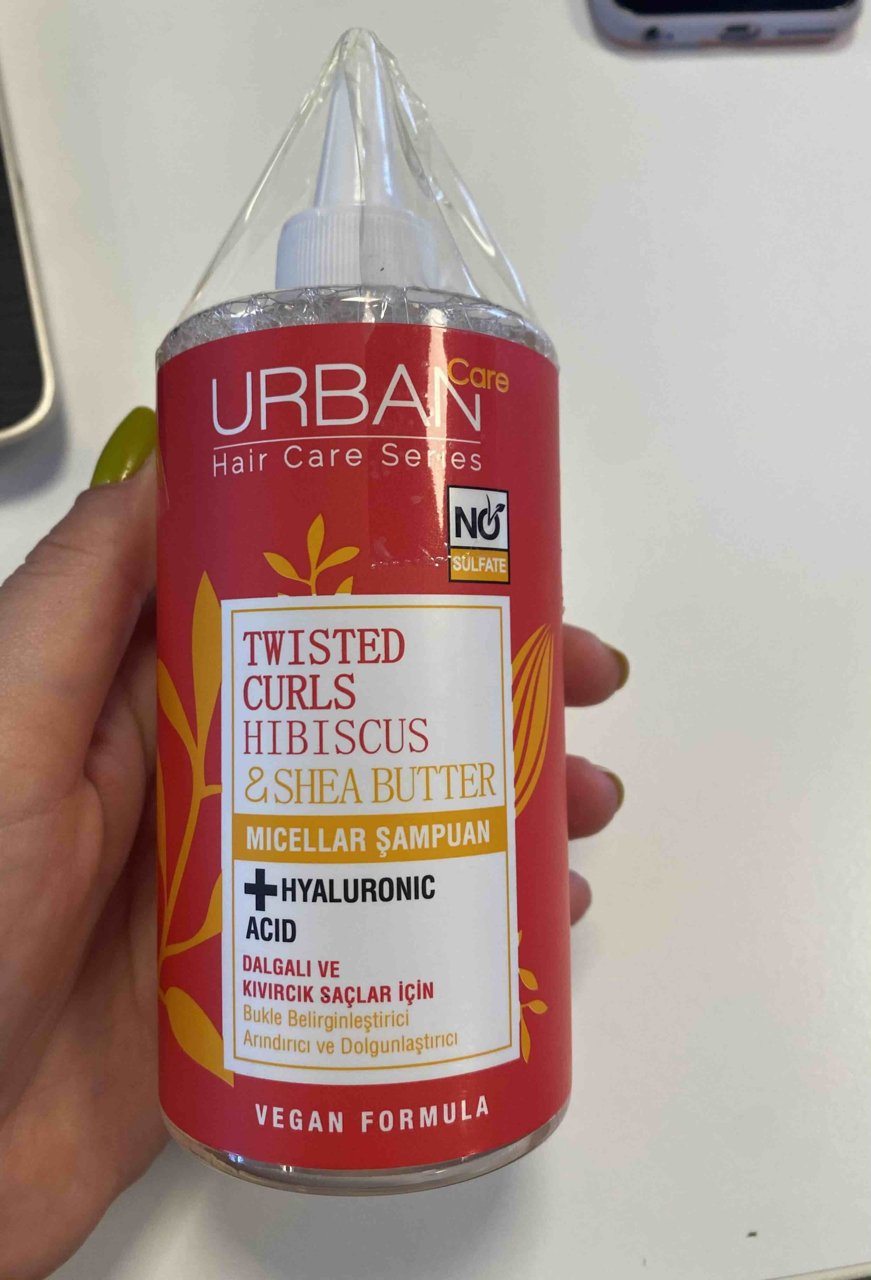 URBAN Care
Hair Care Series
NO
SÜLFATE
TWISTED
CURLS
HIBISCUS
& SHEA BUTTER
MICELLAR ŞAMPUAN
+HYALURONIC
ACID
DALGALI VE
KIVIRCIK SAÇLAR İÇİN
Bukle Belirginleştirici
Arındırıcı ve Dolgunlaştırıcı
VEGAN FORMULA